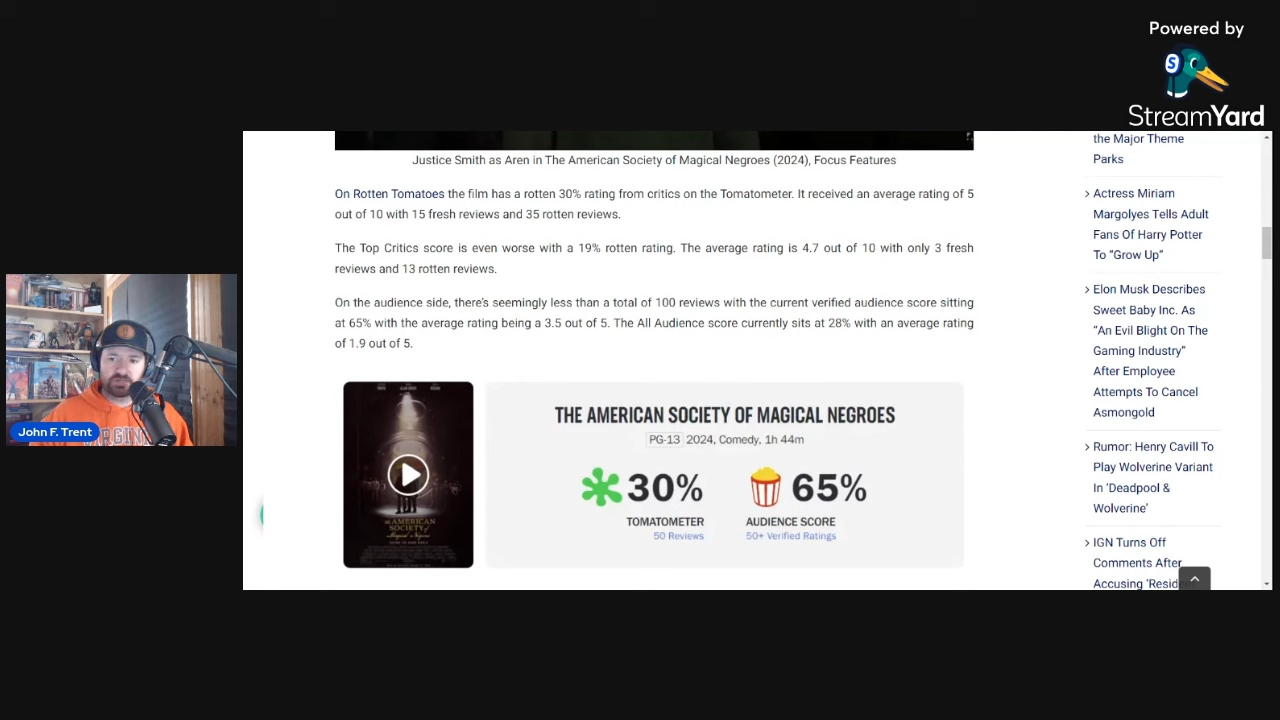 Powered by
S
StreamYard
Justice Smith as Aren in The American Society of Magical Negroes (2024), Focus Features
On Rotten Tomatoes the film has a rotten 30% rating from critics on the Tomatometer. It received an average rating of 5
out of 10 with 15 fresh reviews and 35 rotten reviews.
The Top Critics score is even worse with a 19% rotten rating. The average rating is 4.7 out of 10 with only 3 fresh
reviews and 13 rotten reviews.
On the audience side, there's seemingly less than a total of 100 reviews with the current verified audience score sitting
at 65% with the average rating being a 3.5 out of 5. The All Audience score currently sits at 28% with an average rating
of 1.9 out of 5.
AMERICAN
SOCIETY of
Magical Negroes
THE AMERICAN SOCIETY OF MAGICAL NEGROES
PG-13 2024, Comedy, 1h 44m
30%
TOMATOMETER
50 Reviews
65%
AUDIENCE SCORE
50+ Verified Ratings
the Major Theme
Parks
Actress Miriam
Margolyes Tells Adult
Fans Of Harry Potter
To “Grow Up”
Elon Musk Describes
Sweet Baby Inc. As
“An Evil Blight On The
Gaming Industry”
After Employee
Attempts To Cancel
Asmongold
Rumor: Henry Cavill To
Play Wolverine Variant
In ‘Deadpool &
Wolverine’
IGN Turns Off
Comments After
Accusing ‘Reside
John F. Trent